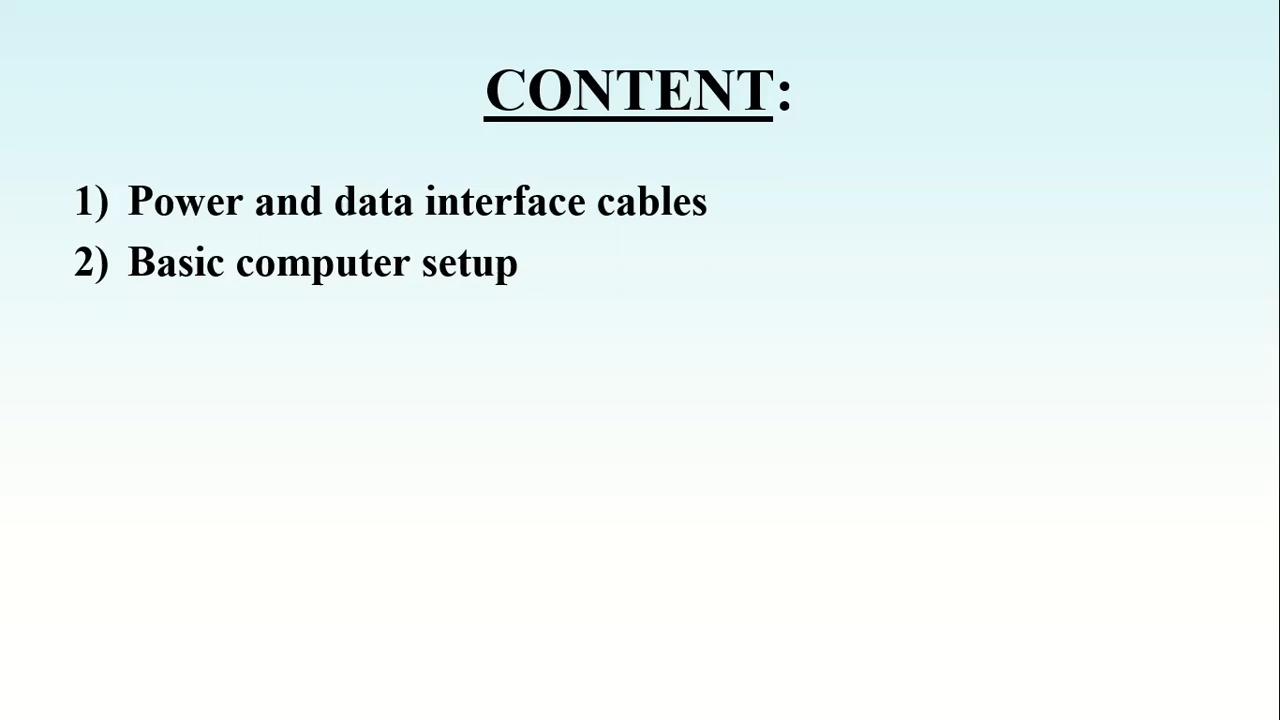 CONTENT:
1) Power and data interface cables
2) Basic computer setup